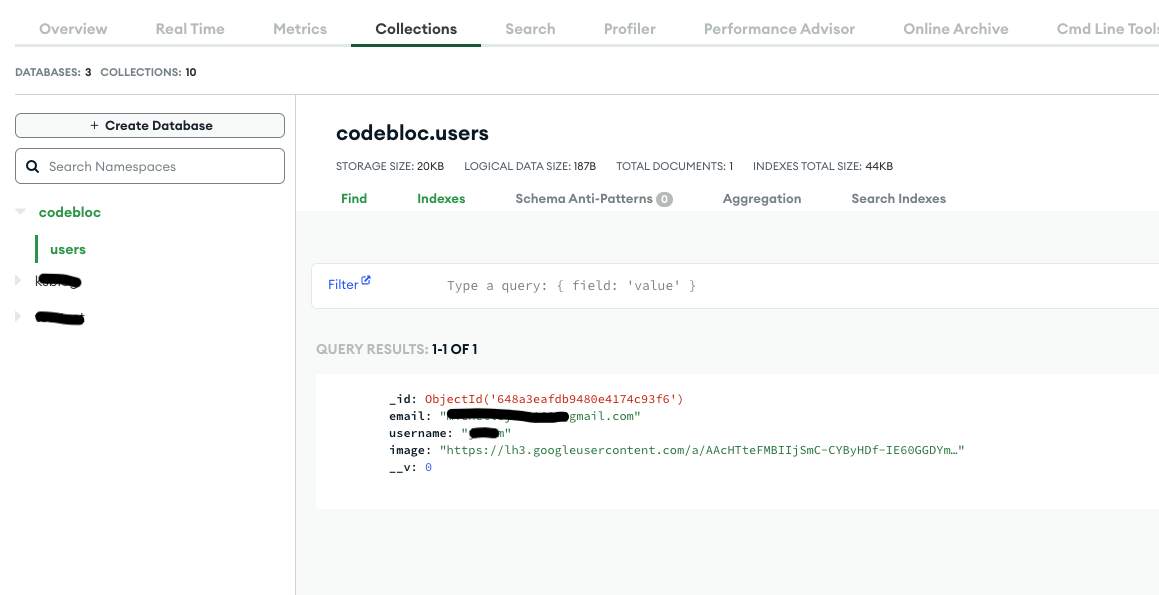 Overview Real Time Metrics Collections Search Profiler Performance Advisor Online Archive Cmd Line Tools
DATABASES: 3 COLLECTIONS: 10
+ Create Database
Search Namespaces
codebloc
users
codebloc.users
STORAGE SIZE: 20KB LOGICAL DATA SIZE: 187B TOTAL DOCUMENTS: 1 INDEXES TOTAL SIZE: 44KB
Find Indexes Schema Anti-Patterns 0 Aggregation Search Indexes
Filter Type a query: { field: 'value' }
QUERY RESULTS: 1-1 OF 1
_id: ObjectId('648a3eafdb9480e4174c93f6')
email: " gmail.com"
username: " "
image: "https://lh3.googleusercontent.com/a/AAcHTteFMBIIjSmC-CYByHDf-IE60GGDYm…"
__v: 0